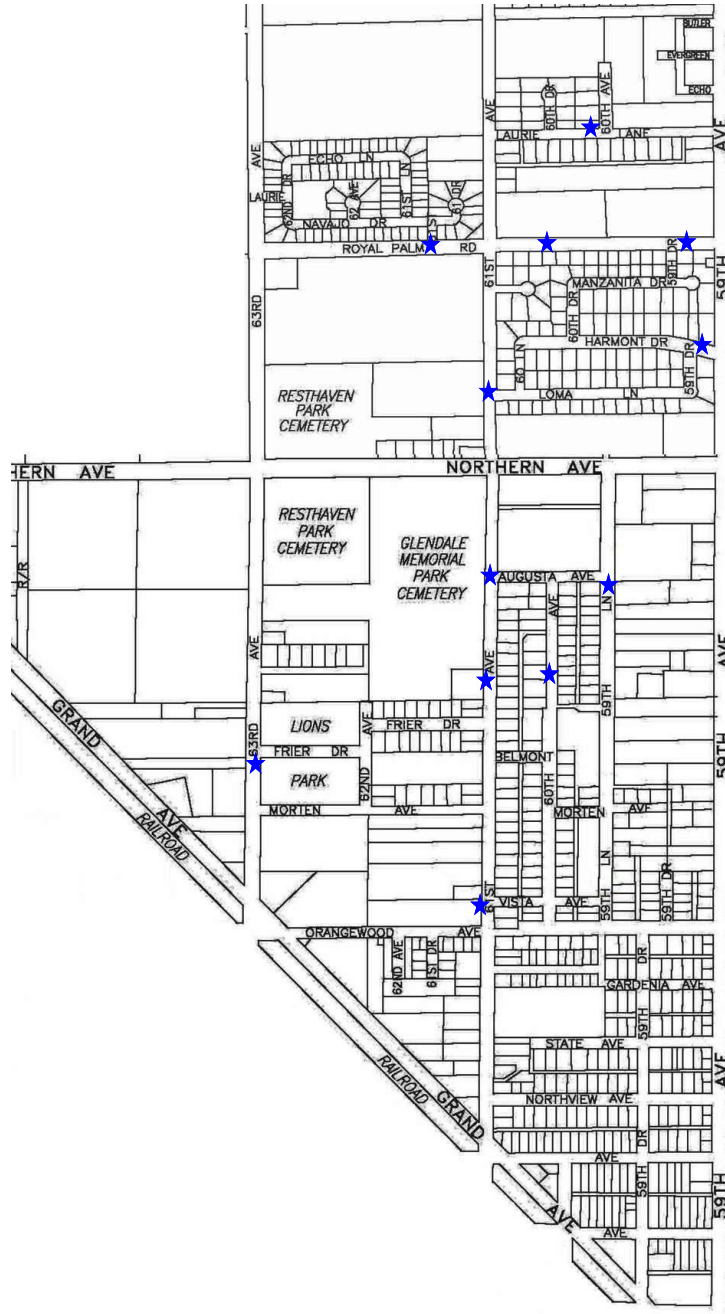 BUTLER
EVERGREEN
ECHO
60TH DR
60TH AVE
AVE
LAURIE LANE
AVE
AVE
ECHO LN
LAURIE
62ND DR
62 AVE
61ST LN
61 DR
NAVAJO DR
ROYAL PALM RD
61ST
59TH DR
59TH
MANZANITA DR
60TH DR
63RD
HARMONT DR
60 LN
59TH DR
LOMA LN
RESTHAVEN
PARK
CEMETERY
HERN AVE
NORTHERN AVE
RESTHAVEN
PARK
CEMETERY
GLENDALE
MEMORIAL
PARK
CEMETERY
R/R
AUGUSTA AVE
AVE
LN
AVE
AVE
AVE
59TH
GRAND
AVE
LIONS
FRIER DR
AVE
FRIER DR
63RD
PARK
62ND
BELMONT
60TH
59TH
MORTEN AVE
MORTEN AVE
AVE
RAILROAD
LN
59TH DR
61ST
VISTA AVE
59TH
ORANGEWOOD AVE
62ND AVE
61ST DR
DR
GARDENIA AVE
59TH
STATE AVE
AVE
RAILROAD
GRAND
NORTHVIEW AVE
DR
AVE
59TH
59TH
AVE
AVE